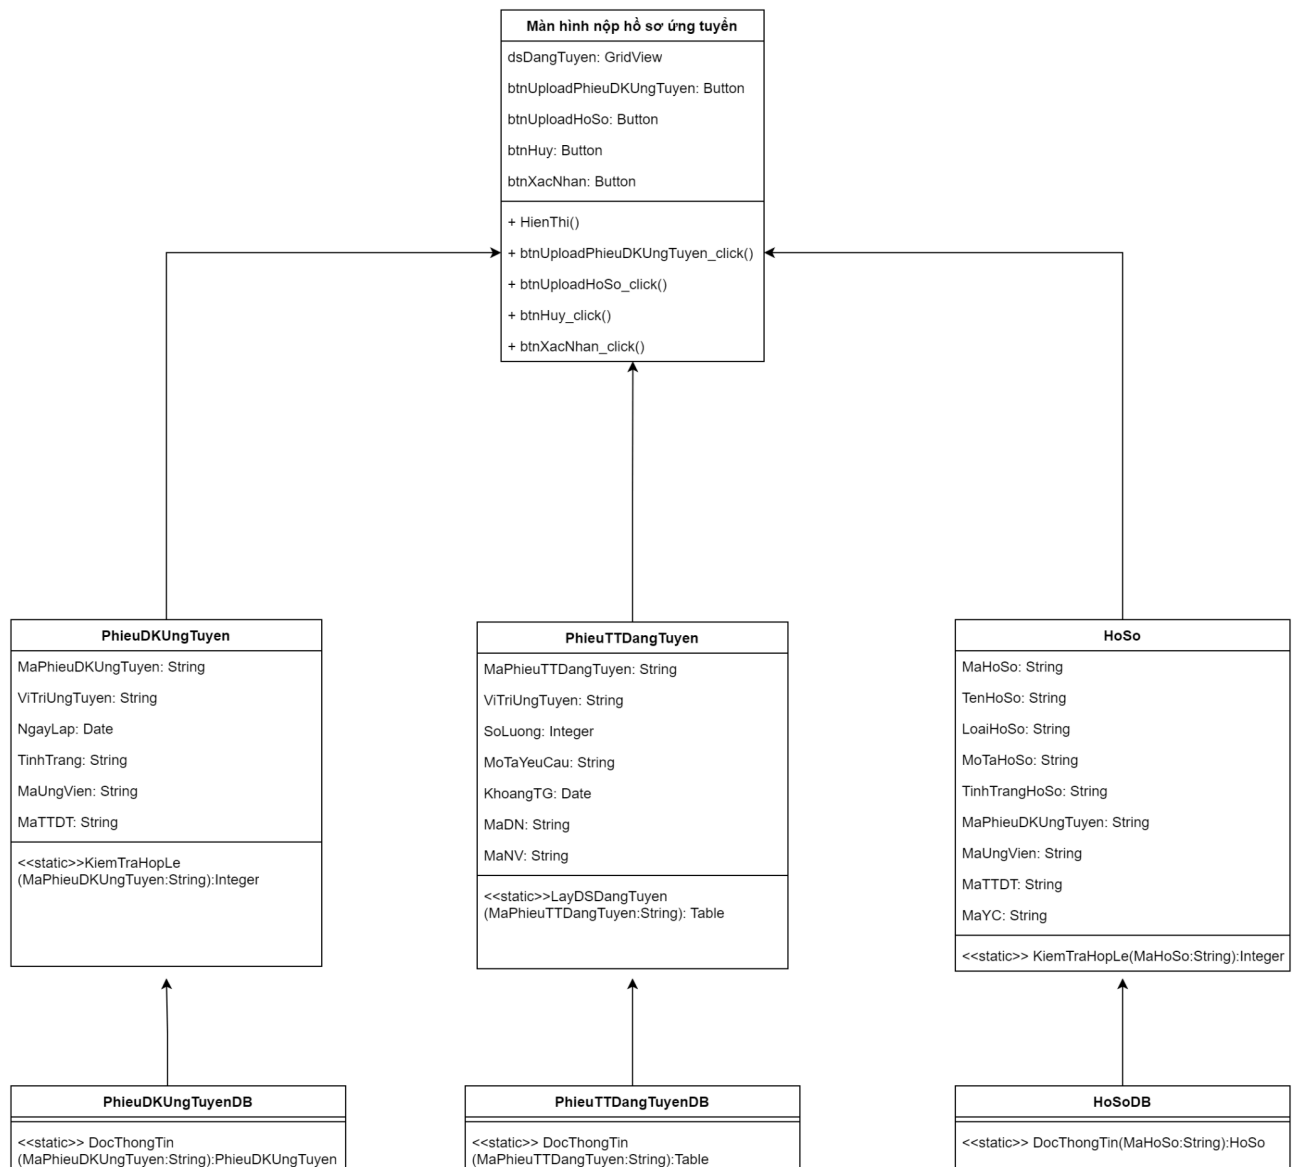 Màn hình nộp hồ sơ ứng tuyển
dsDangTuyen: GridView
btnUploadPhieuDKUngTuyen: Button
btnUploadHoSo: Button
btnHuy: Button
btnXacNhan: Button
+ HienThi()
+ btnUploadPhieuDKUngTuyen_click()
+ btnUploadHoSo_click()
+ btnHuy_click()
+ btnXacNhan_click()
PhieuDKUngTuyen
MaPhieuDKUngTuyen: String
ViTriUngTuyen: String
NgayLap: Date
TinhTrang: String
MaUngVien: String
MaTTDT: String
<<static>>KiemTraHopLe
(MaPhieuDKUngTuyen:String):Integer
PhieuTTDangTuyen
MaPhieuTTDangTuyen: String
ViTriUngTuyen: String
SoLuong: Integer
MoTaYeuCau: String
KhoangTG: Date
MaDN: String
MaNV: String
<<static>>LayDSDangTuyen
(MaPhieuTTDangTuyen:String): Table
HoSo
MaHoSo: String
TenHoSo: String
LoaiHoSo: String
MoTaHoSo: String
TinhTrangHoSo: String
MaPhieuDKUngTuyen: String
MaUngVien: String
MaTTDT: String
MaYC: String
<<static>> KiemTraHopLe(MaHoSo:String):Integer
PhieuDKUngTuyenDB
<<static>> DocThongTin
(MaPhieuDKUngTuyen:String):PhieuDKUngTuyen
PhieuTTDangTuyenDB
<<static>> DocThongTin
(MaPhieuTTDangTuyen:String):Table
HoSoDB
<<static>> DocThongTin(MaHoSo:String):HoSo